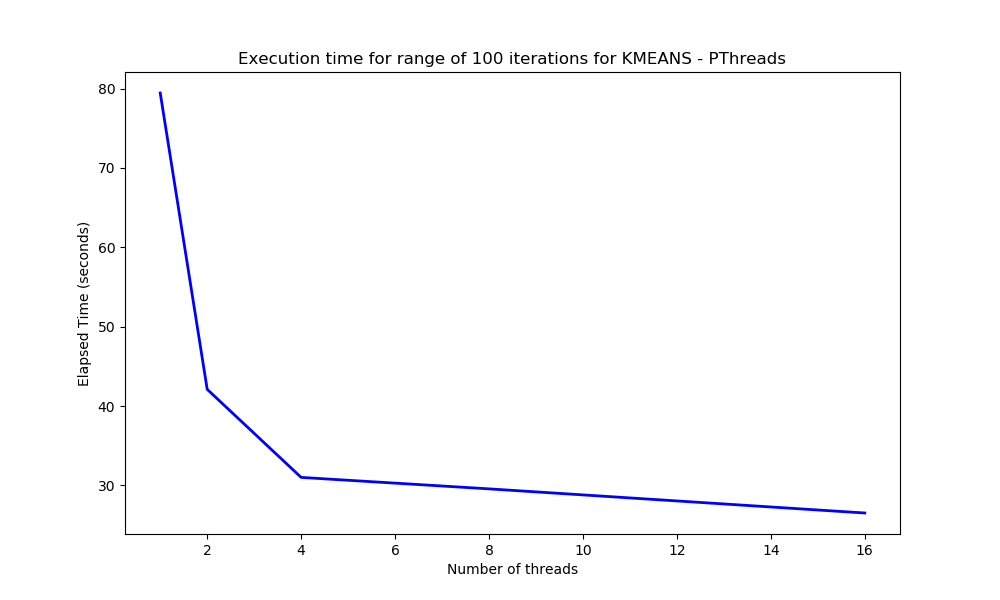 Execution time for range of 100 iterations for KMEANS - PThreads
80
70
60
50
40
30
Elapsed Time (seconds)
2 4 6 8 10 12 14 16
Number of threads